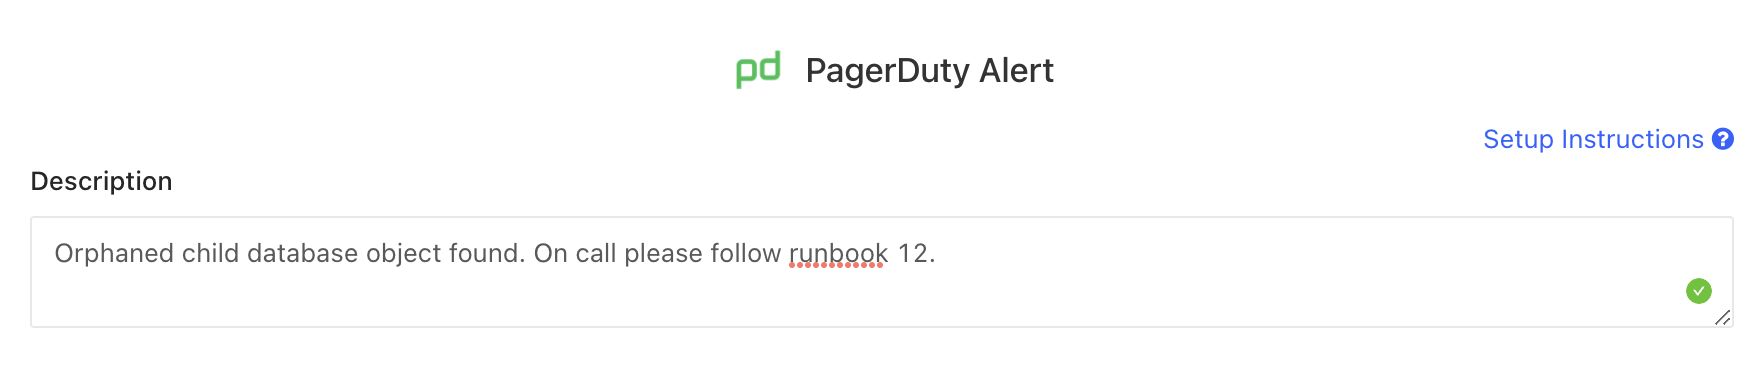 pd PagerDuty Alert
Setup Instructions ?
Description
Orphaned child database object found. On call please follow runbook 12.